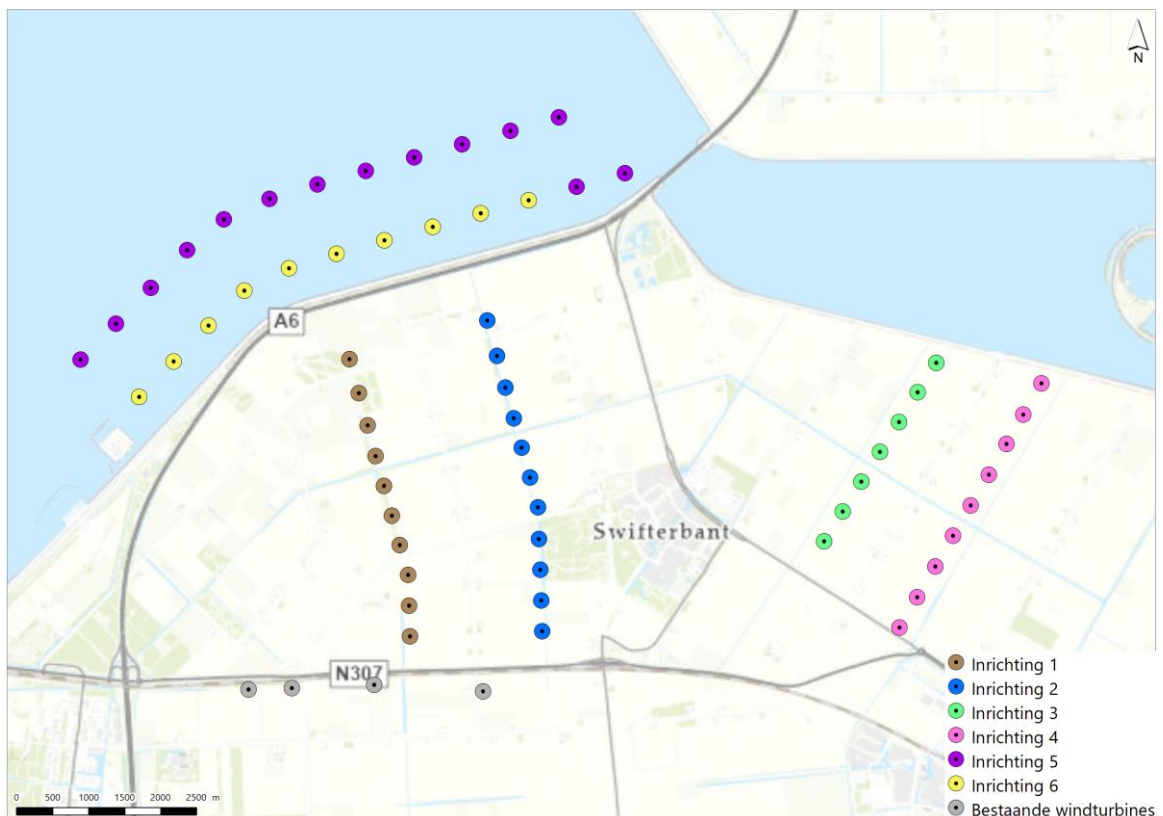 N
A6
Swifterbant
N307
Inrichting 1
Inrichting 2
Inrichting 3
Inrichting 4
Inrichting 5
Inrichting 6
Bestaande windturbines
0 500 1000 1500 2000 2500 m